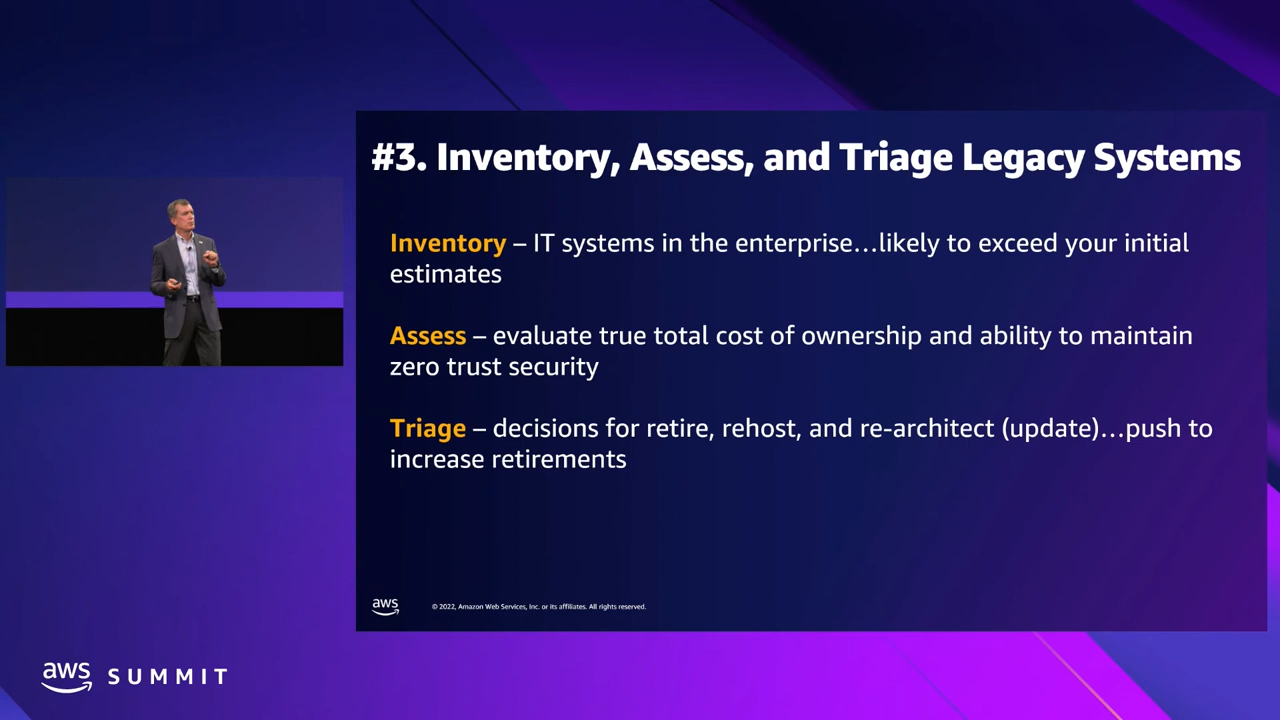 #3. Inventory, Assess, and Triage Legacy Systems
Inventory – IT systems in the enterprise…likely to exceed your initial
estimates
Assess – evaluate true total cost of ownership and ability to maintain
zero trust security
Triage – decisions for retire, rehost, and re-architect (update)…push to
increase retirements
aws
© 2022, Amazon Web Services, Inc. or its affiliates. All rights reserved.
aws SUMMIT